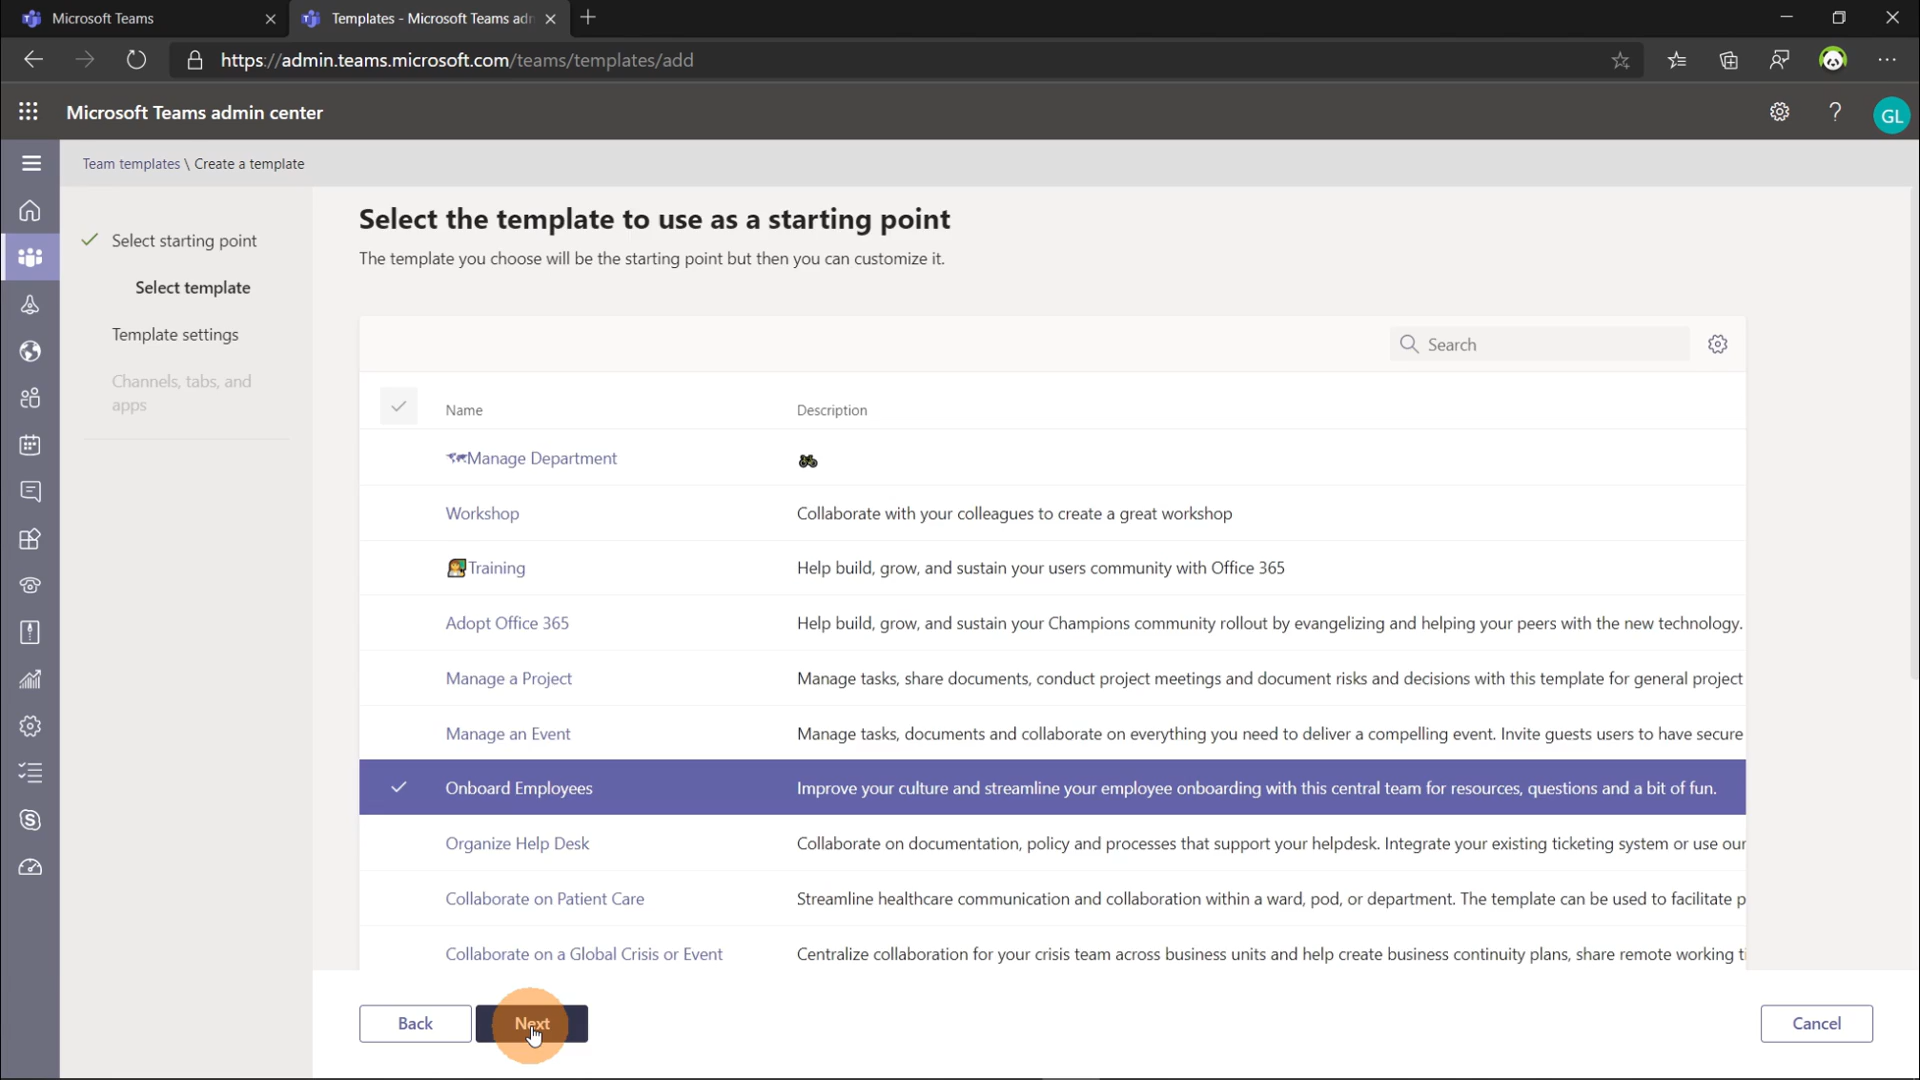 Microsoft Teams
Templates - Microsoft Teams adn
https://admin.teams.microsoft.com/teams/templates/add
Microsoft Teams admin center
GL
Team templates \ Create a template
Select starting point
Select template
Template settings
Channels, tabs, and
apps
Select the template to use as a starting point
The template you choose will be the starting point but then you can customize it.
Search
Name Description
Manage Department
Workshop Collaborate with your colleagues to create a great workshop
Training Help build, grow, and sustain your users community with Office 365
Adopt Office 365 Help build, grow, and sustain your Champions community rollout by evangelizing and helping your peers with the new technology.
Manage a Project Manage tasks, share documents, conduct project meetings and document risks and decisions with this template for general project
Manage an Event Manage tasks, documents and collaborate on everything you need to deliver a compelling event. Invite guests users to have secure
Onboard Employees Improve your culture and streamline your employee onboarding with this central team for resources, questions and a bit of fun.
Organize Help Desk Collaborate on documentation, policy and processes that support your helpdesk. Integrate your existing ticketing system or use our
Collaborate on Patient Care Streamline healthcare communication and collaboration within a ward, pod, or department. The template can be used to facilitate p
Collaborate on a Global Crisis or Event Centralize collaboration for your crisis team across business units and help create business continuity plans, share remote working ti
Back Next Cancel